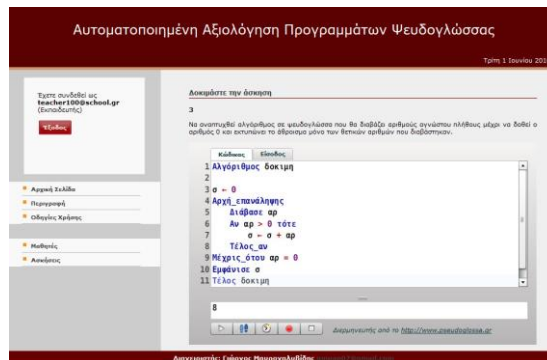 Αυτοματοποιημένη Αξιολόγηση Προγραμμάτων Ψευδογλώσσας
Τρίτη 1 Ιουνίου 201
Έχετε συνδεθεί ως
teacher100@school.gr
(Εκπαιδευτής)
Έξοδος
Αρχική Σελίδα
Περιγραφή
Οδηγίες Χρήσης
Μαθητές
Ασκήσεις
Δοκιμάστε την άσκηση
3
Να αναπτυχθεί αλγόριθμος σε ψευδογλώσσα που θα διαβάζει αριθμούς αγνώστου πλήθους μέχρι να δοθεί ο
αριθμός 0 και εκτυπώνει το άθροισμα μόνο των θετικών αριθμών που διαβάστηκαν.
Κώδικας Είσοδος
1 Αλγόριθμος δοκιμη
2
3 σ ← 0
4 Αρχή_επανάληψης
5 Διάβασε αρ
6 Αν αρ > 0 τότε
7 σ ← σ + αρ
8 Τέλος_αν
9 Μέχρις_ότου αρ = 0
10 Εμφάνισε σ
11 Τέλος δοκιμη
8
Διερμηνευτής από το http://www.pseudoglossa.gr
Διαχειριστής: Γιώργος Μαυροχαλυβίδης